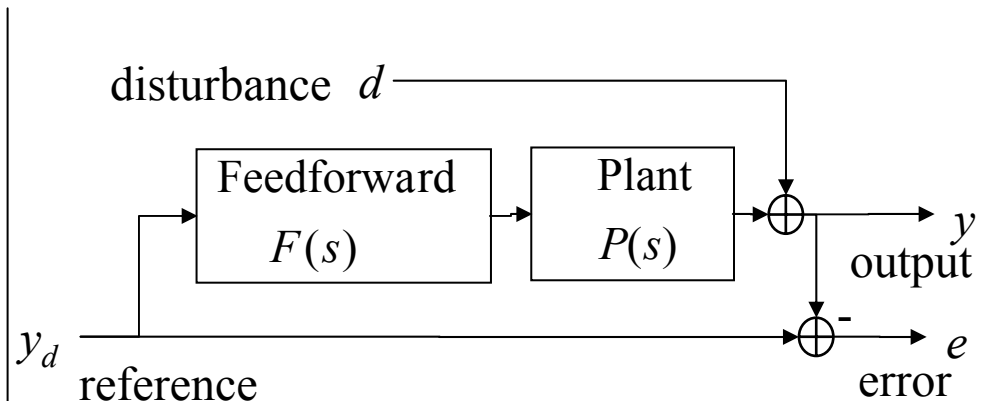 disturbance d
Feedforward
F(s)
Plant
P(s)
y
output
-
y_d
reference
e
error